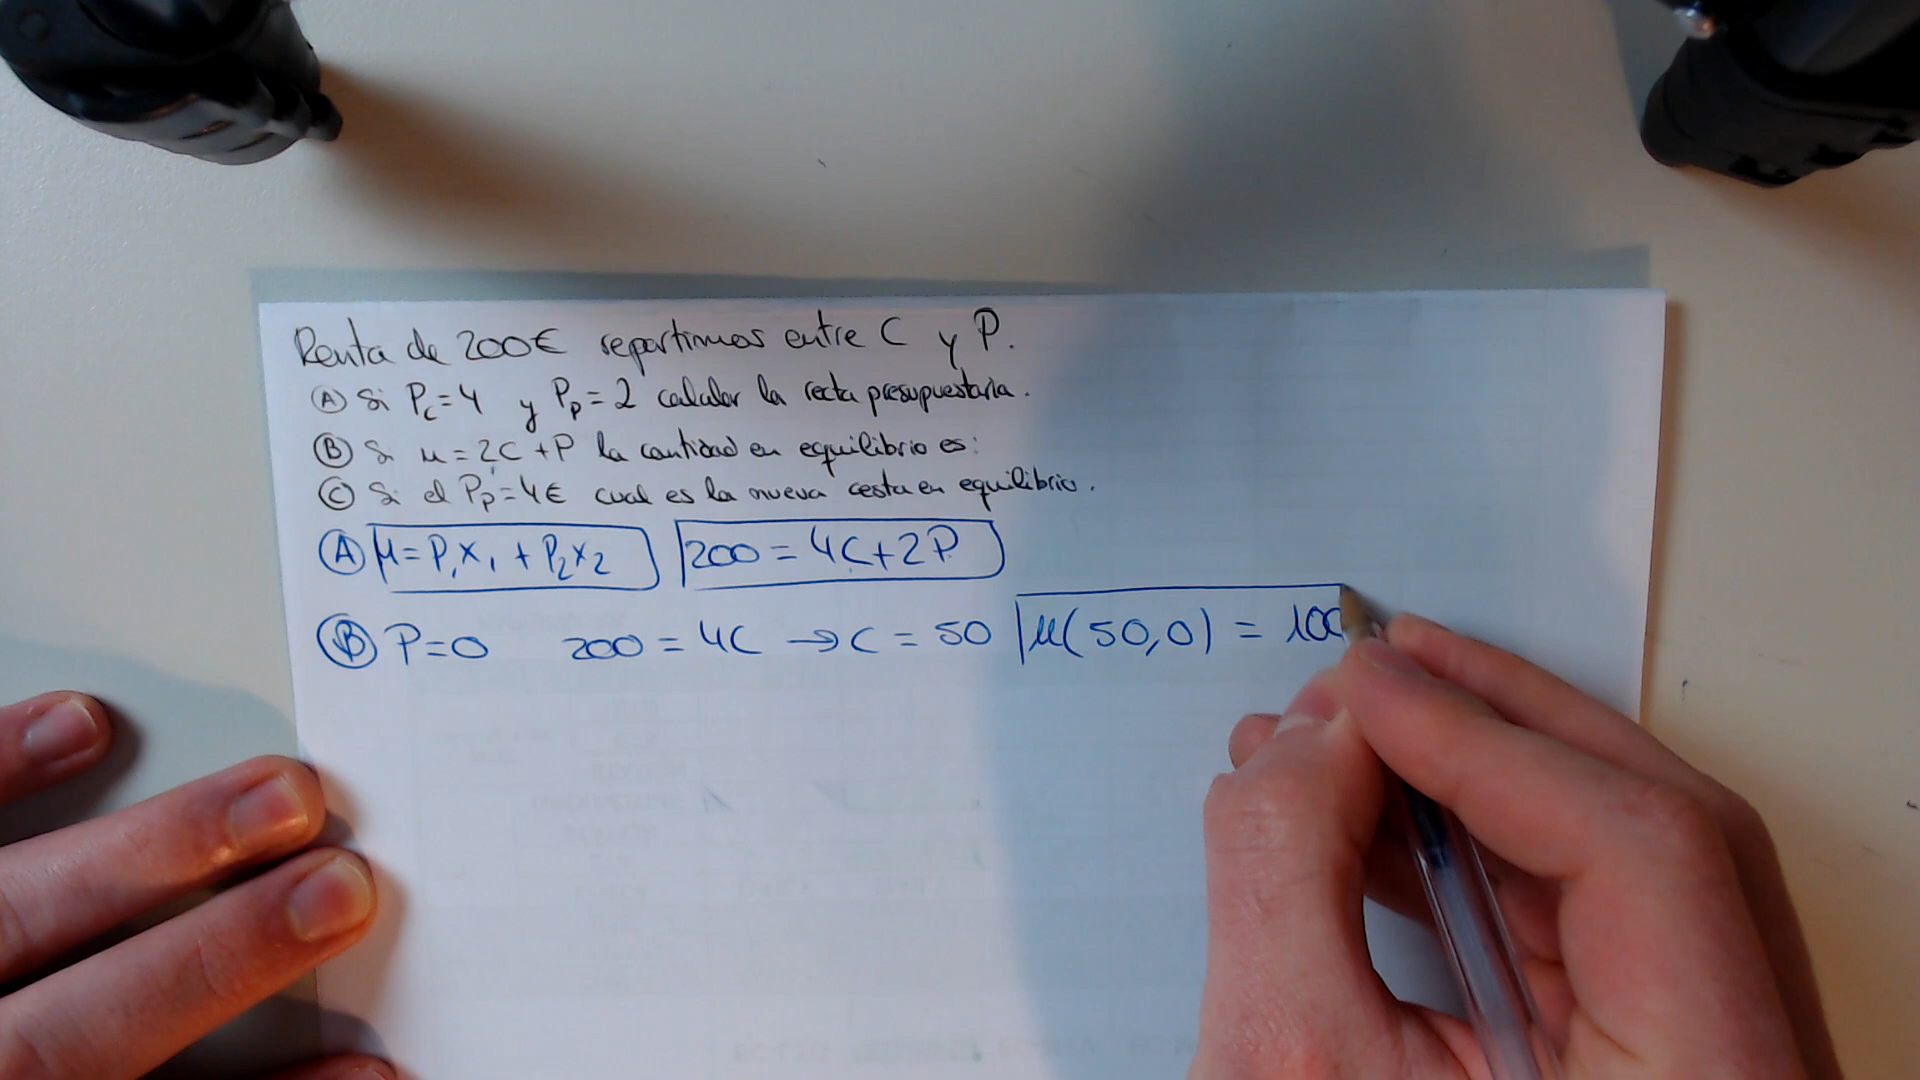 Renta de 200€ repartimos entre C y P.
Ⓐ Si Pc=4 y Pp=2 calcular la recta presupuestaria.
Ⓑ Si u=2C+P la cantidad en equilibrio es:
Ⓒ Si el Pp=4€ cual es la nueva cesta en equilibrio.
Ⓐ M=P₁x₁+P₂x₂ 200=4C+2P
Ⓑ P=0 200=4C→C=50 u(50,0)=100